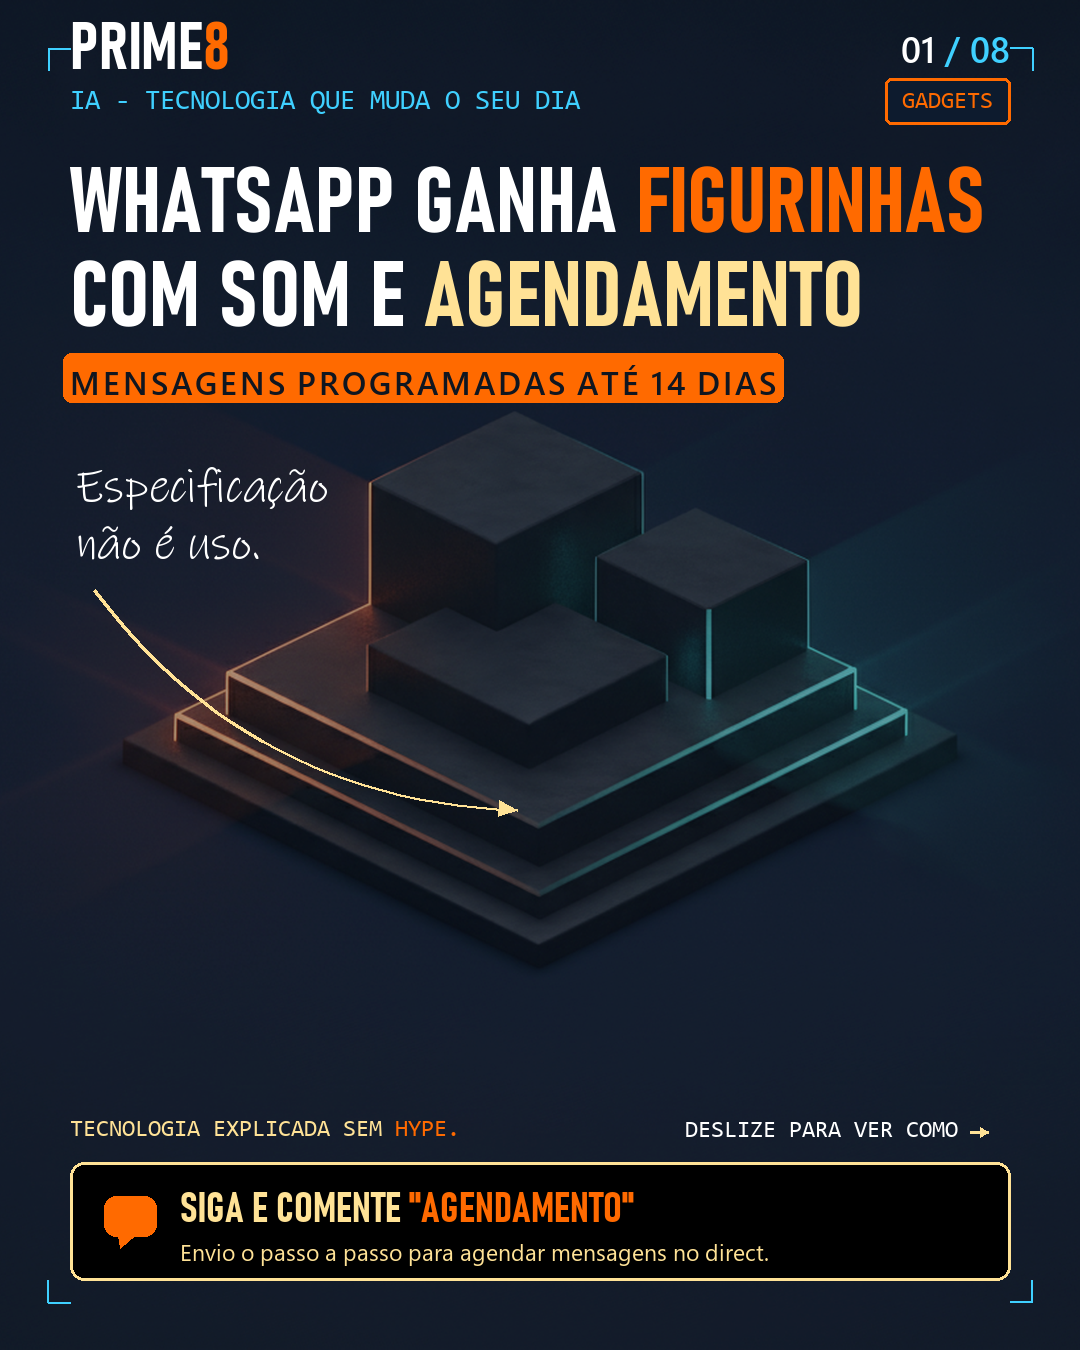 PRIME8
01 / 08
IA - TECNOLOGIA QUE MUDA O SEU DIA
GADGETS
WHATSAPP GANHA FIGURINHAS
COM SOM E AGENDAMENTO
MENSAGENS PROGRAMADAS ATÉ 14 DIAS
Especificação
não é uso.
TECNOLOGIA EXPLICADA SEM HYPE.
DESLIZE PARA VER COMO
SIGA E COMENTE "AGENDAMENTO"
Envio o passo a passo para agendar mensagens no direct.